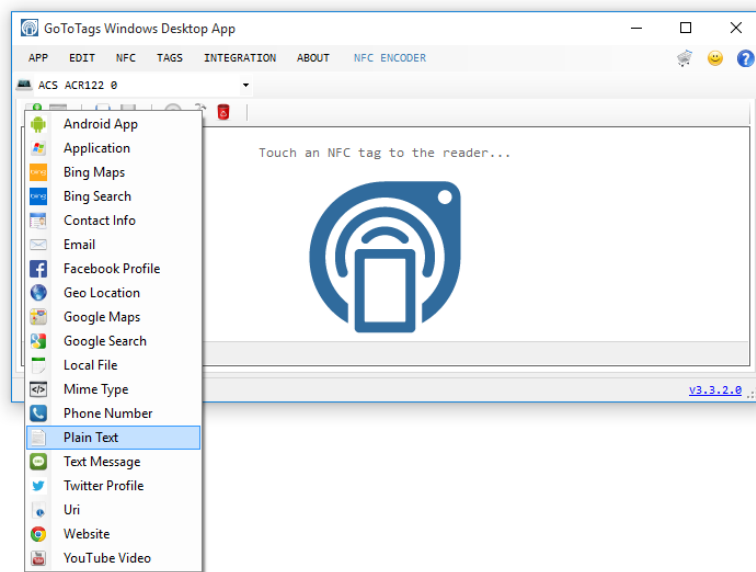 GoToTags Windows Desktop App
APP EDIT NFC TAGS INTEGRATION ABOUT NFC ENCODER
ACS ACR122 0
Touch an NFC tag to the reader...
Android App
Application
bing Bing Maps
bing Bing Search
Contact Info
Email
Facebook Profile
Geo Location
Google Maps
Google Search
Local File
Mime Type
Phone Number
Plain Text
Text Message
Twitter Profile
Uri
Website
YouTube Video
v3.3.2.0